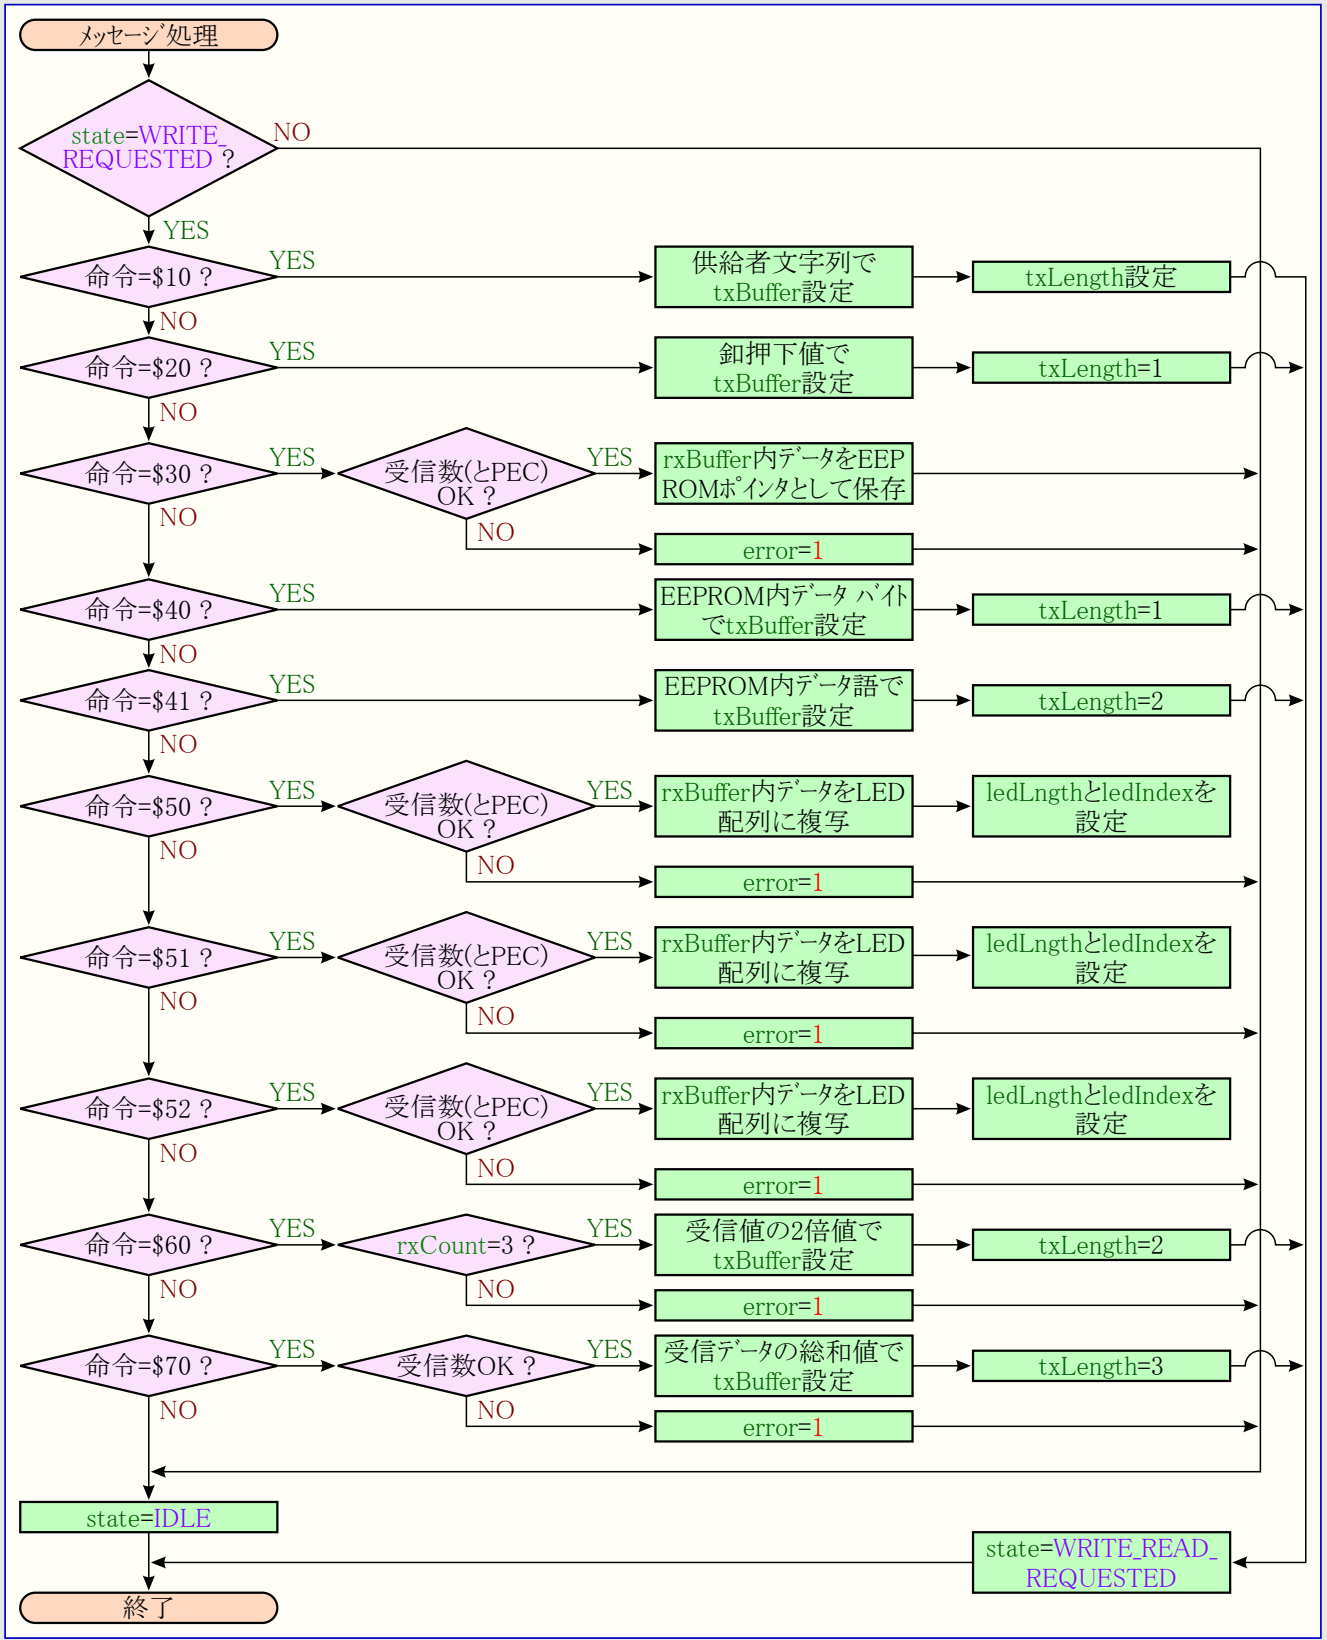 メッセージ処理
state=WRITE_
REQUESTED ?
NO
YES
命令=$10 ?
YES
供給者文字列で
txBuffer設定
txLength設定
NO
命令=$20 ?
YES
釦押下値で
txBuffer設定
txLength=1
NO
命令=$30 ?
YES
受信数(とPEC)
OK ?
YES
rxBuffer内データをEEP
ROMポインタとして保存
NO
error=1
NO
命令=$40 ?
YES
EEPROM内データ バイト
でtxBuffer設定
txLength=1
NO
命令=$41 ?
YES
EEPROM内データ語で
txBuffer設定
txLength=2
NO
命令=$50 ?
YES
受信数(とPEC)
OK ?
YES
rxBuffer内データをLED
配列に複写
ledLngthとledIndexを
設定
NO
error=1
NO
命令=$51 ?
YES
受信数(とPEC)
OK ?
YES
rxBuffer内データをLED
配列に複写
ledLngthとledIndexを
設定
NO
error=1
NO
命令=$52 ?
YES
受信数(とPEC)
OK ?
YES
rxBuffer内データをLED
配列に複写
ledLngthとledIndexを
設定
NO
error=1
NO
命令=$60 ?
YES
rxCount=3 ?
YES
受信値の2倍値で
txBuffer設定
txLength=2
NO
error=1
NO
命令=$70 ?
YES
受信数OK ?
YES
受信データの総和値で
txBuffer設定
txLength=3
NO
error=1
NO
state=IDLE
state=WRITE_READ_
REQUESTED
終了